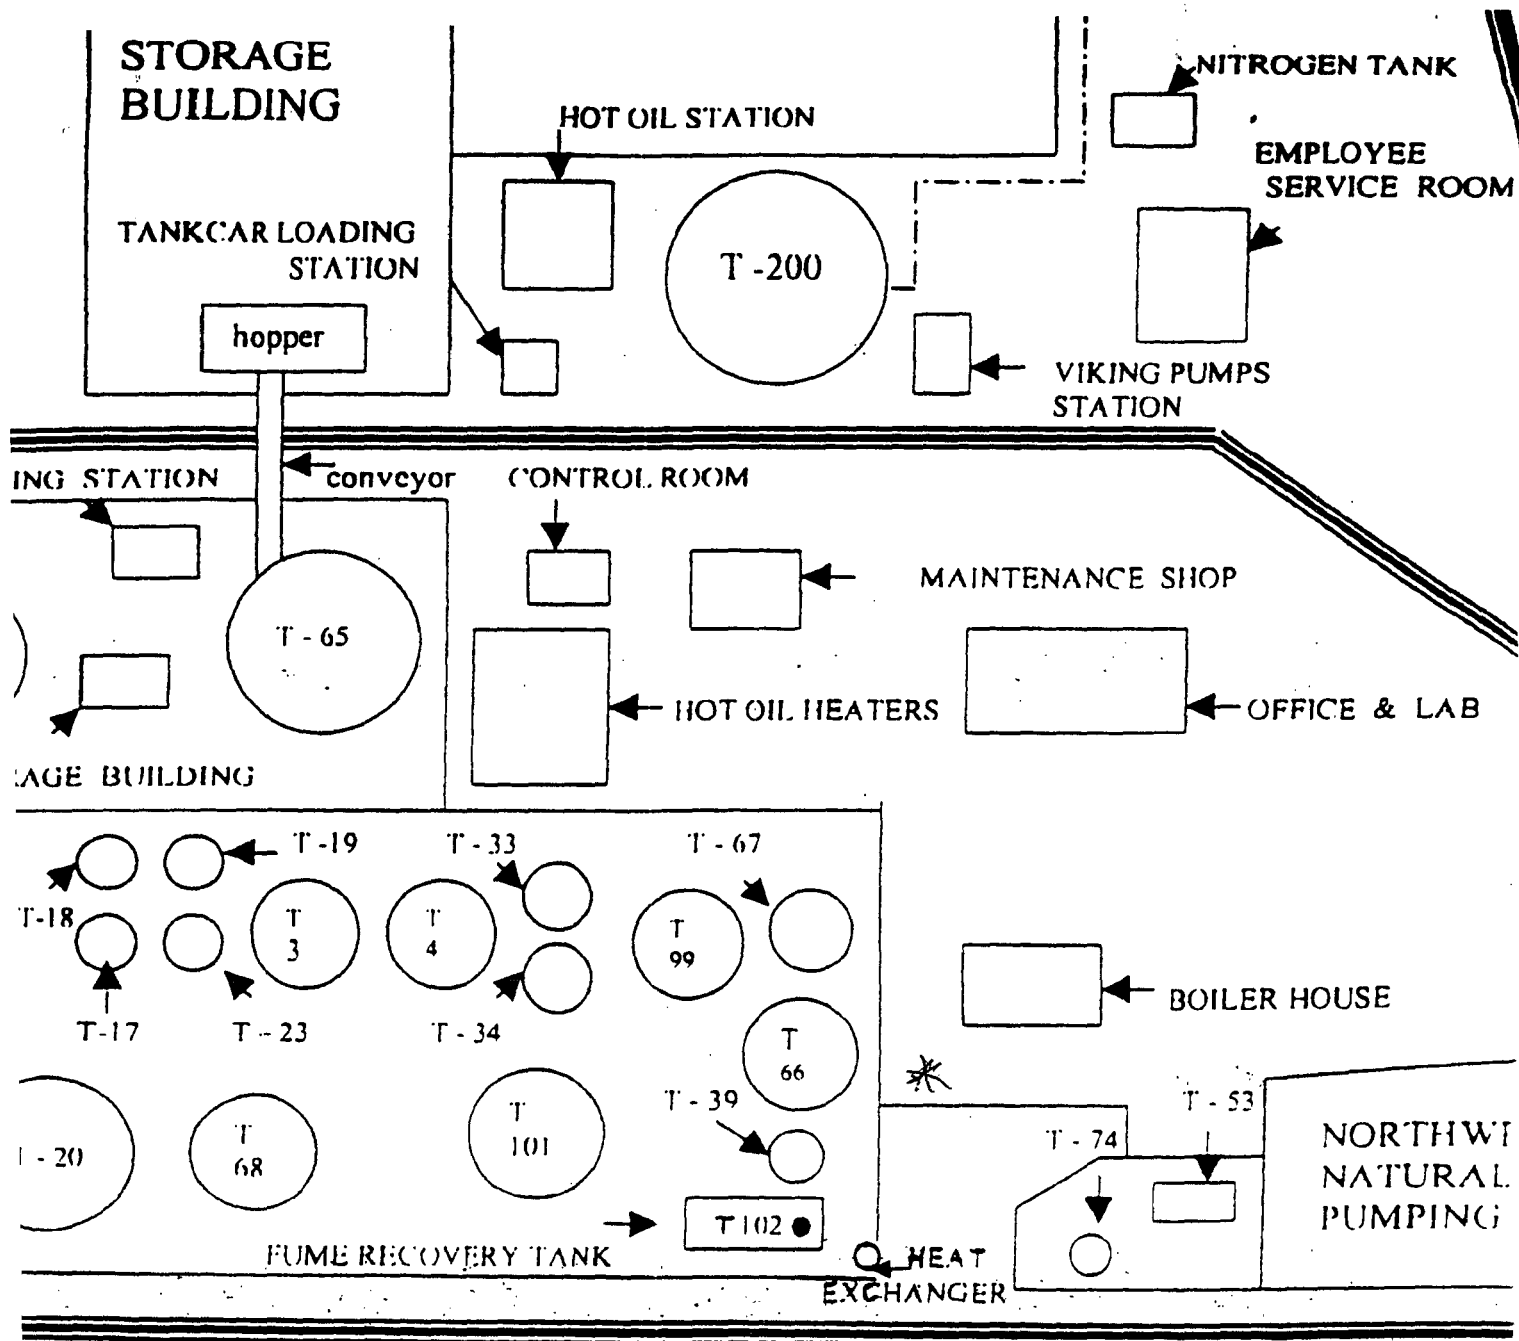 STORAGE
BUILDING
NITROGEN TANK
HOT OIL STATION
EMPLOYEE
SERVICE ROOM
TANKCAR LOADING
STATION
T -200
hopper
VIKING PUMPS
STATION
ING STATION
conveyor
CONTROL ROOM
MAINTENANCE SHOP
T - 65
HOT OIL HEATERS
OFFICE & LAB
AGE BUILDING
T -19
T - 33
T - 67
T-18
T
3
T
4
T
99
T-17
T - 23
T - 34
BOILER HOUSE
T
66
T - 39
T - 53
T - 74
- 20
T
68
T
101
NORTHWE
NATURAL
PUMPING
T 102
FUME RECOVERY TANK
HEAT
EXCHANGER